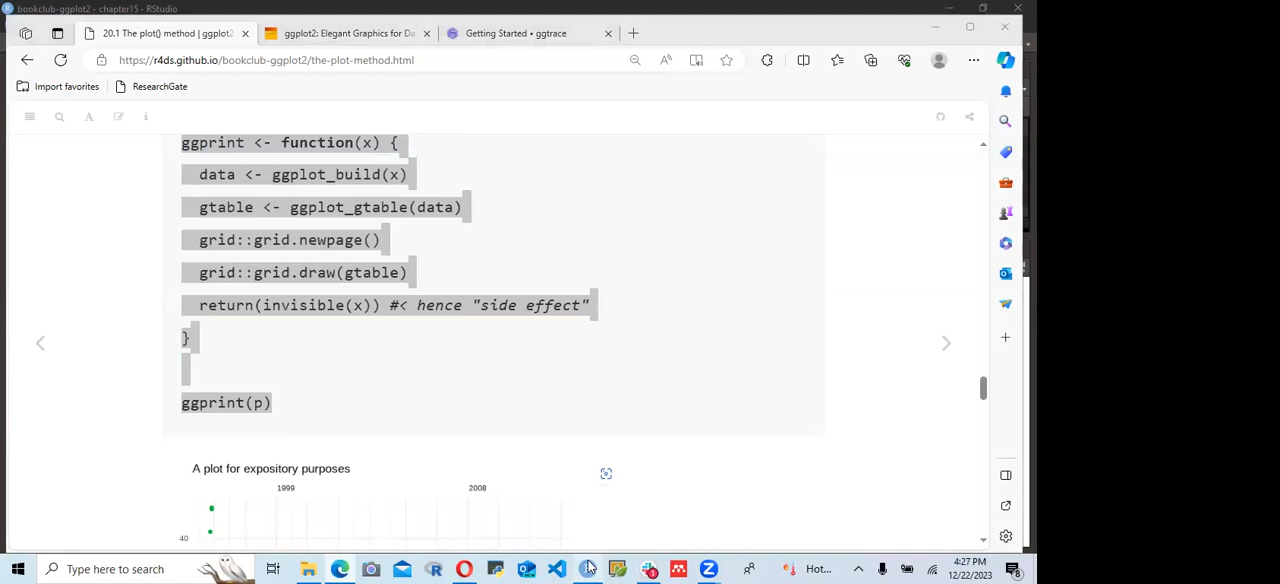 bookclub-ggplot2 - chapter15 - RStudio
20.1 The plot() method | ggplot2
ggplot2: Elegant Graphics for Da
Getting Started • ggtrace
https://r4ds.github.io/bookclub-ggplot2/the-plot-method.html
Import favorites
ResearchGate
ggprint <- function(x) {
data <- ggplot_build(x)
gtable <- ggplot_gtable(data)
grid::grid.newpage()
grid::grid.draw(gtable)
return(invisible(x)) #< hence "side effect"
}
ggprint(p)
A plot for expository purposes
1999
2008
40
Type here to search
Hot...
4:27 PM
12/22/2023
8